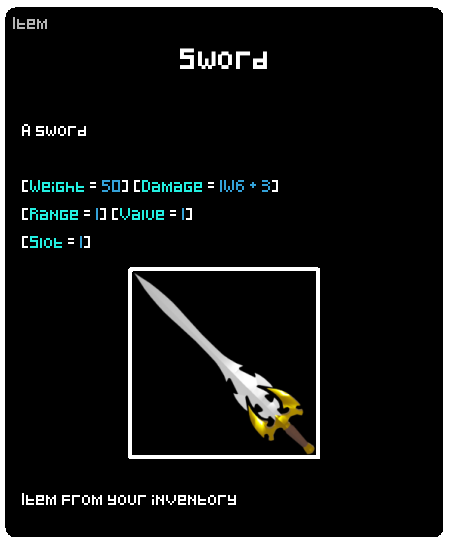 Item
Sword
A sword
[Weight = 50] [Damage = 1W6 + 3]
[Range = 1] [Value = 1]
[Slot = 1]
Item from your inventory